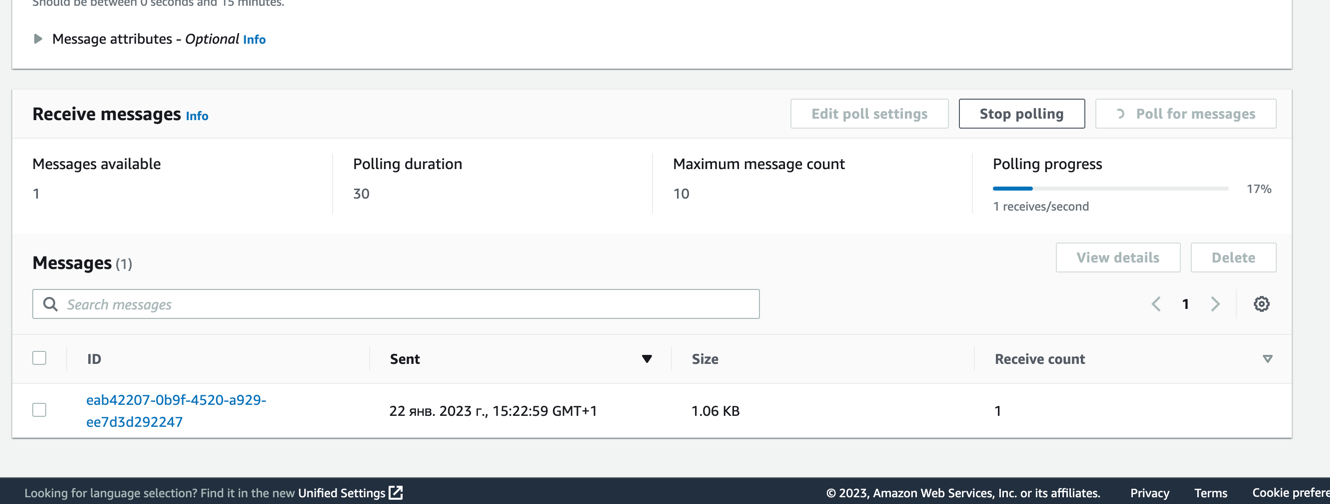 Should be between 0 seconds and 15 minutes.
Message attributes - Optional Info
Receive messages Info
Edit poll settings
Stop polling
Poll for messages
Messages available
1
Polling duration
30
Maximum message count
10
Polling progress
17%
1 receives/second
Messages (1)
View details
Delete
Search messages
1
ID
Sent
Size
Receive count
eab42207-0b9f-4520-a929-
ee7d3d292247
22 янв. 2023 г., 15:22:59 GMT+1
1.06 KB
1
Looking for language selection? Find it in the new Unified Settings
© 2023, Amazon Web Services, Inc. or its affiliates.
Privacy
Terms
Cookie prefere